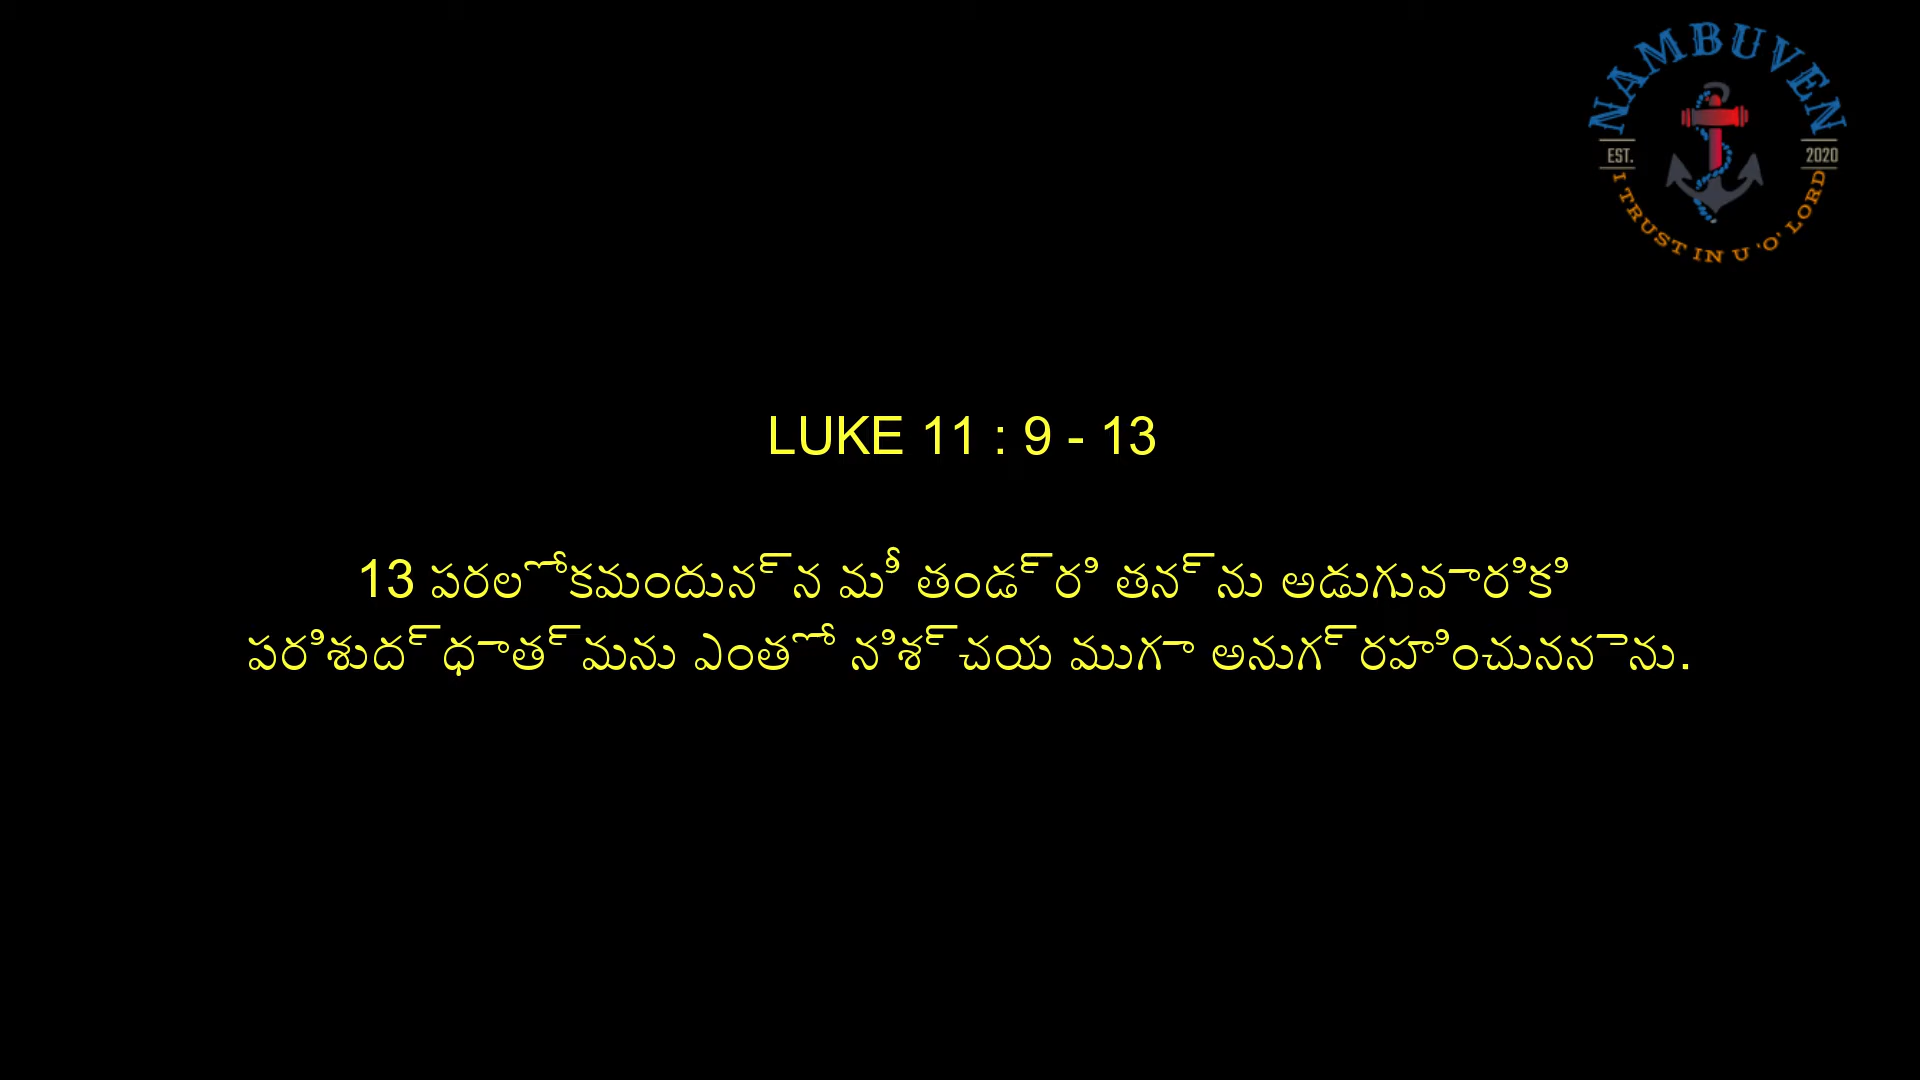 NAMBUVEN
EST. 2020
I TRUST IN U 'O' LORD
LUKE 11 : 9 - 13
13 పరలోకమందున్న మీ తండ్రి తన్ను అడుగువారికి
పరిశుద్ధాత్మను ఎంతో నిశ్చయ ముగా అనుగ్రహించుననెను.